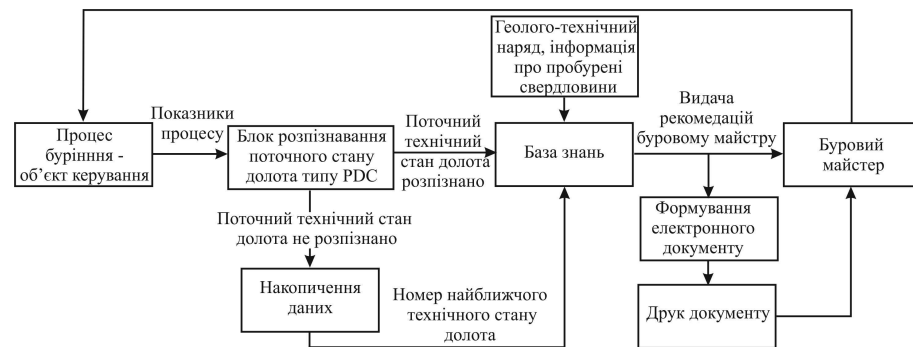 Геолого-технічний
наряд, інформація
про пробурені
свердловини
Показники
процесу
Поточний
технічний
стан долота
розпізнано
Видача
рекомедацій
буровому майстру
Процес
бурінння -
об’єкт керування
Блок розпізнавання
поточного стану
долота типу PDC
База знань
Буровий
майстер
Поточний технічний стан
долота не розпізнано
Формування
електронного
документу
Накопичення
даних
Номер найближчого
технічного стану
долота
Друк документу